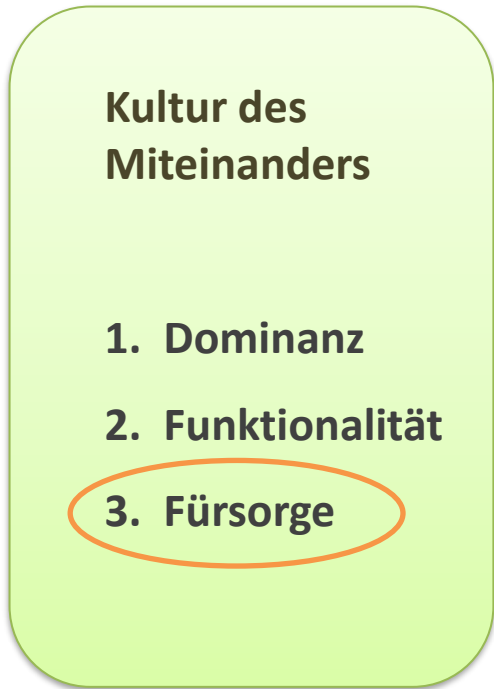 Kultur des
Miteinanders
1. Dominanz
2. Funktionalität
3. Fürsorge